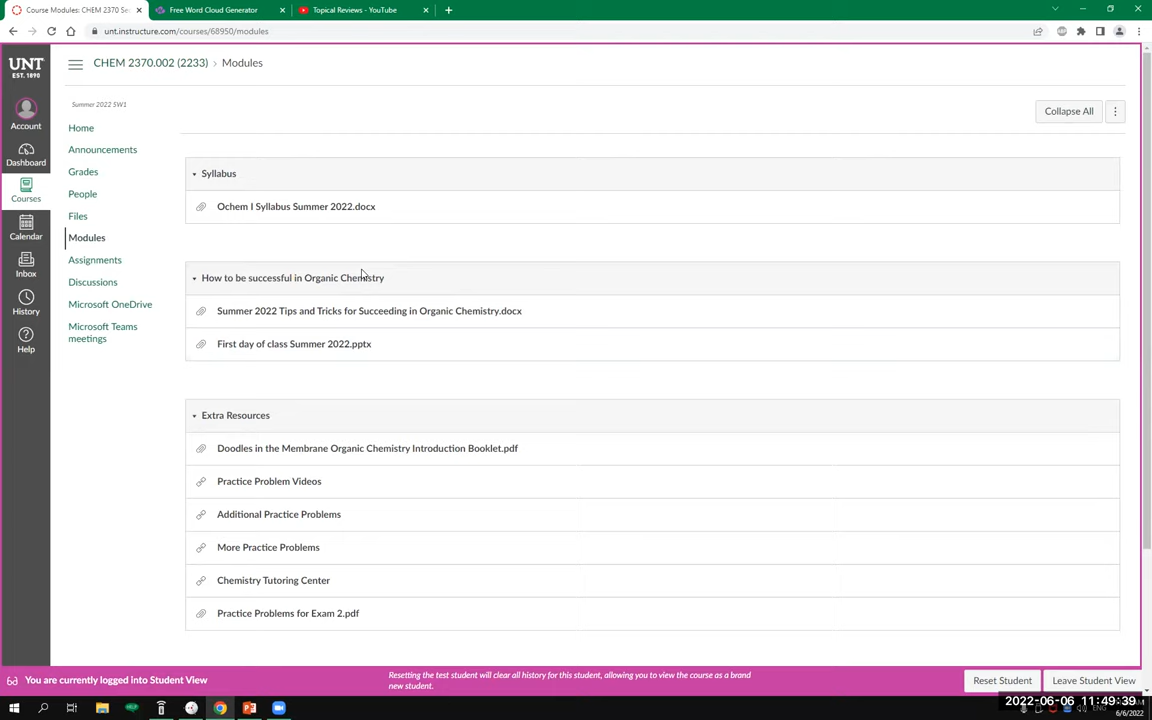 Course Modules: CHEM 2370 Se
Free Word Cloud Generator
Topical Reviews - YouTube
unt.instructure.com/courses/68950/modules
UNT
EST. 1890
CHEM 2370.002 (2233) › Modules
Summer 2022 SW1
Collapse All
Account
Dashboard
Courses
Calendar
Inbox
History
Help
Home
Announcements
Grades
People
Files
Modules
Assignments
Discussions
Microsoft OneDrive
Microsoft Teams
meetings
Syllabus
Ochem I Syllabus Summer 2022.docx
How to be successful in Organic Chemistry
Summer 2022 Tips and Tricks for Succeeding in Organic Chemistry.docx
First day of class Summer 2022.pptx
Extra Resources
Doodles in the Membrane Organic Chemistry Introduction Booklet.pdf
Practice Problem Videos
Additional Practice Problems
More Practice Problems
Chemistry Tutoring Center
Practice Problems for Exam 2.pdf
You are currently logged into Student View
Resetting the test student will clear all history for this student, allowing you to view the course as a brand
new student.
Reset Student
Leave Student View
2022-06-06 11:49:39
6/6/2022